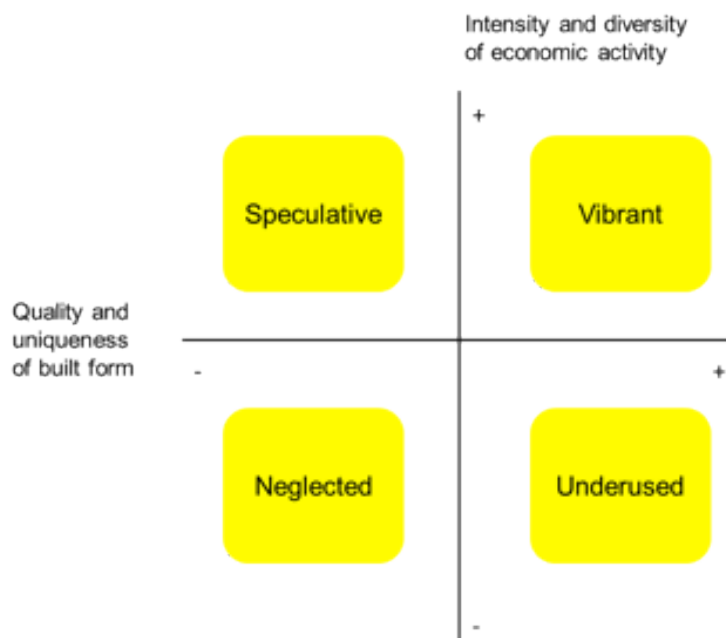 Intensity and diversity
of economic activity
+
Speculative
Vibrant
Quality and
uniqueness
of built form
-
+
Neglected
Underused
-